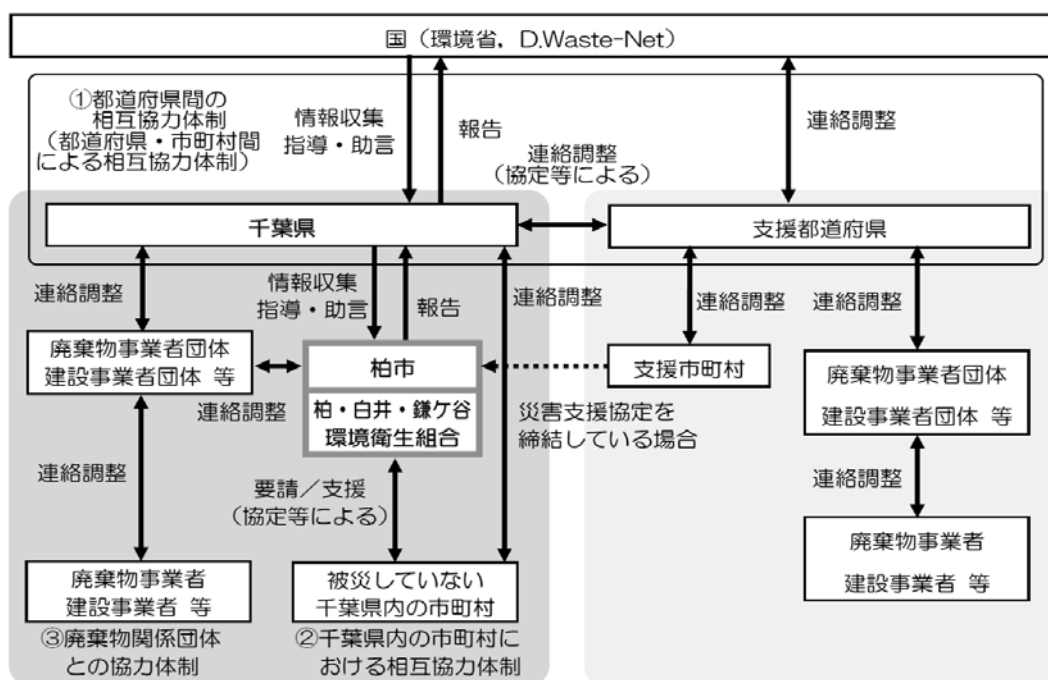 国（環境省，D.Waste-Net）
①都道府県間の
相互協力体制
（都道府県・市町村間
による相互協力体制）
情報収集
指導・助言
報告
連絡調整
（協定等による）
連絡調整
千葉県
支援都道府県
連絡調整
情報収集
指導・助言
報告
連絡調整
連絡調整
連絡調整
廃棄物事業者団体
建設事業者団体 等
連絡調整
柏市
柏・白井・鎌ケ谷
環境衛生組合
支援市町村
災害支援協定を
締結している場合
廃棄物事業者団体
建設事業者団体 等
連絡調整
要請／支援
（協定等による）
連絡調整
廃棄物事業者
建設事業者 等
被災していない
千葉県内の市町村
廃棄物事業者
建設事業者 等
③廃棄物関係団体
との協力体制
②千葉県内の市町村に
おける相互協力体制